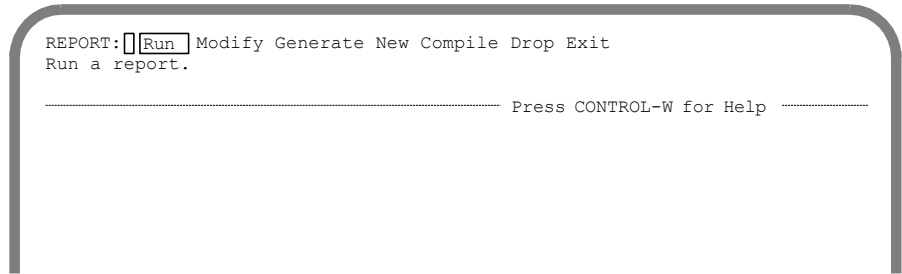 REPORT: Run Modify Generate New Compile Drop Exit
Run a report.
Press CONTROL-W for Help